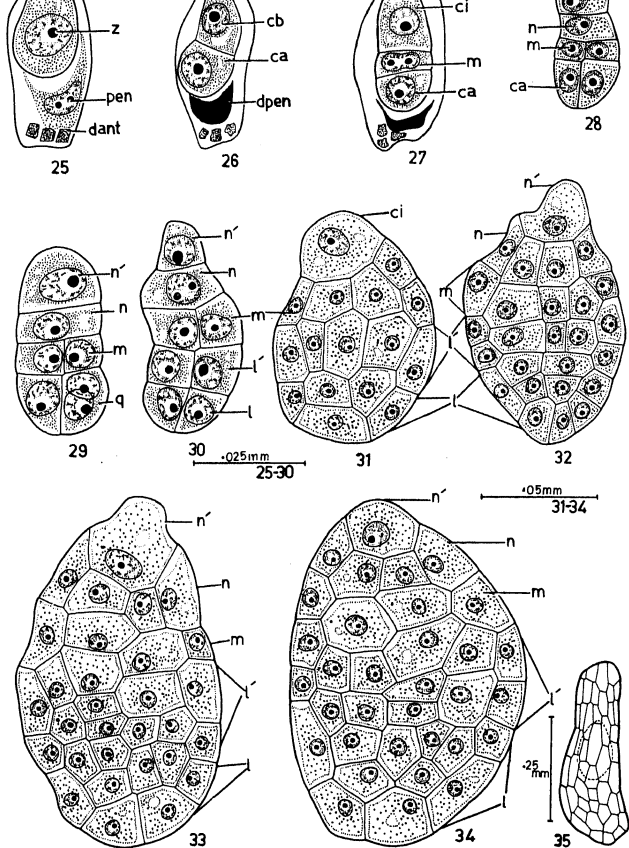 z
pen
dant
25
cb
ca
dpen
26
ci
m
ca
27
n
m
ca
28
n′
n
m
q
29
n′
n
m
l′
l
30
·025mm
25-30
ci
l′
l
31
n′
n
m
32
·05mm
31-34
n′
n
m
l′
l
33
n′
n
m
l′
l
34
·25
mm
35